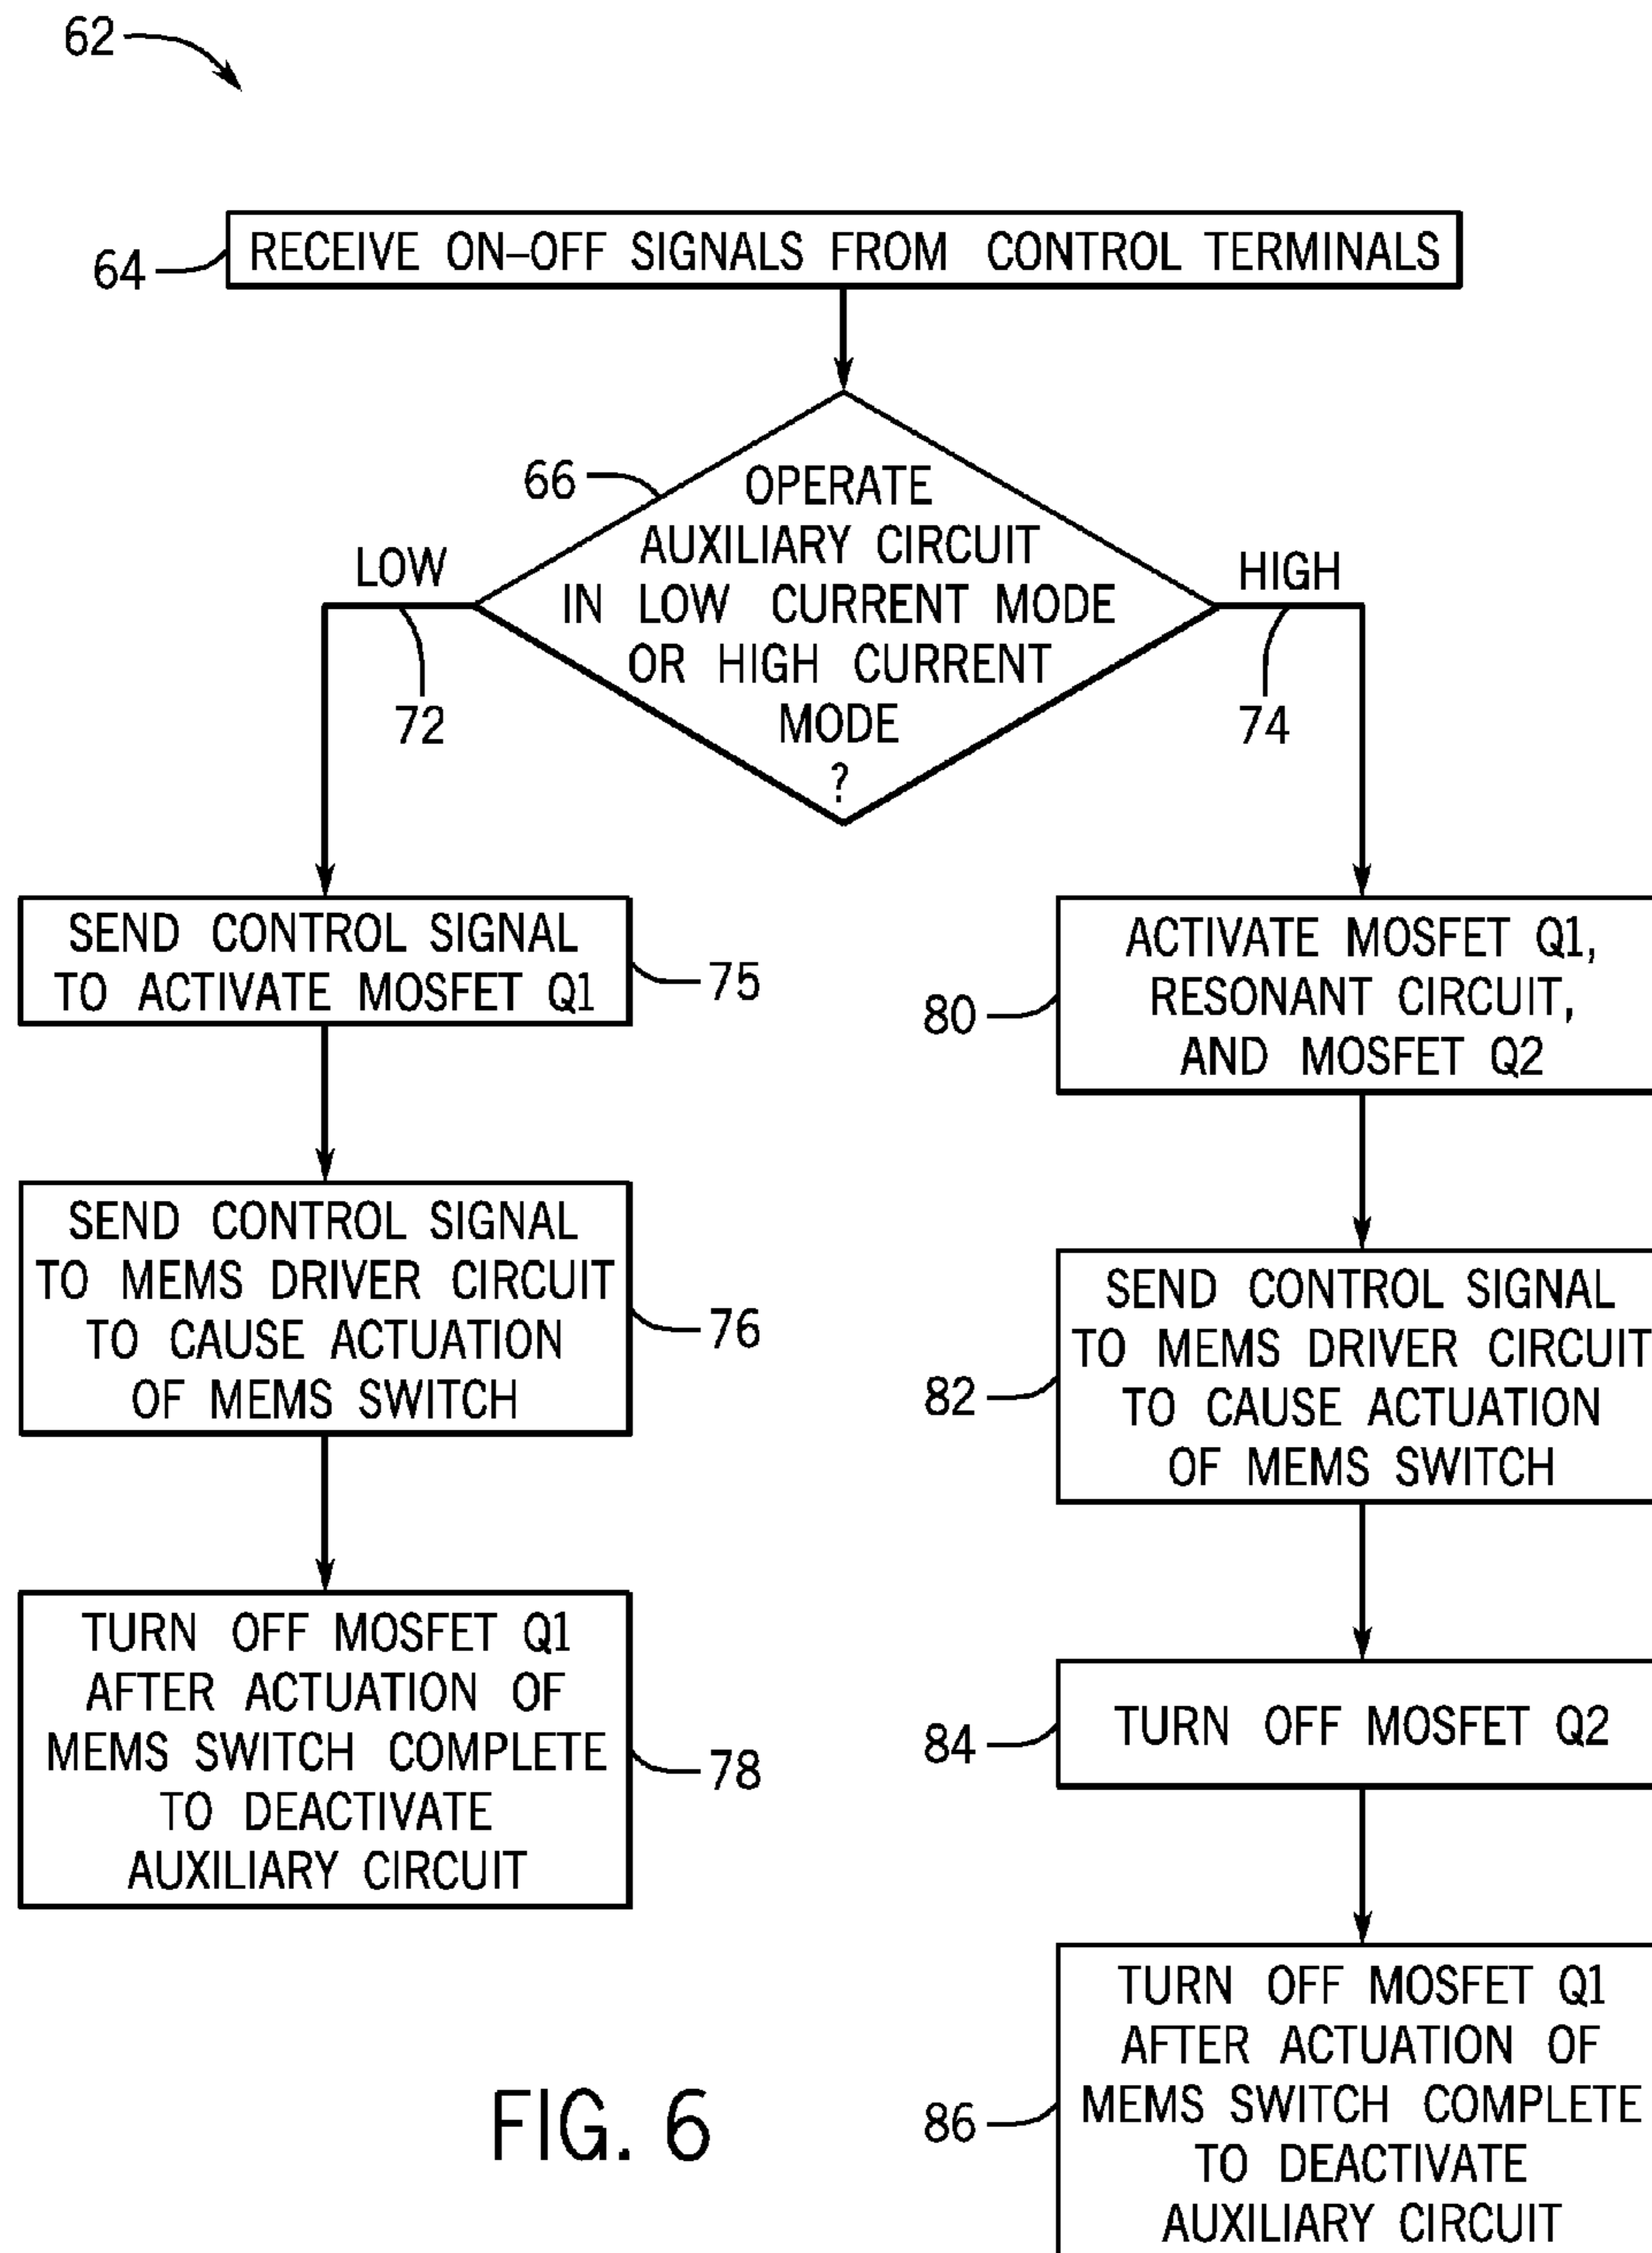 62
64
RECEIVE ON-OFF SIGNALS FROM CONTROL TERMINALS
66
OPERATE
AUXILIARY CIRCUIT
IN LOW CURRENT MODE
OR HIGH CURRENT
MODE
?
LOW
72
HIGH
74
SEND CONTROL SIGNAL
TO ACTIVATE MOSFET Q1
75
SEND CONTROL SIGNAL
TO MEMS DRIVER CIRCUIT
TO CAUSE ACTUATION
OF MEMS SWITCH
76
TURN OFF MOSFET Q1
AFTER ACTUATION OF
MEMS SWITCH COMPLETE
TO DEACTIVATE
AUXILIARY CIRCUIT
78
80
ACTIVATE MOSFET Q1,
RESONANT CIRCUIT,
AND MOSFET Q2
82
SEND CONTROL SIGNAL
TO MEMS DRIVER CIRCUIT
TO CAUSE ACTUATION
OF MEMS SWITCH
84
TURN OFF MOSFET Q2
86
TURN OFF MOSFET Q1
AFTER ACTUATION OF
MEMS SWITCH COMPLETE
TO DEACTIVATE
AUXILIARY CIRCUIT
FIG. 6